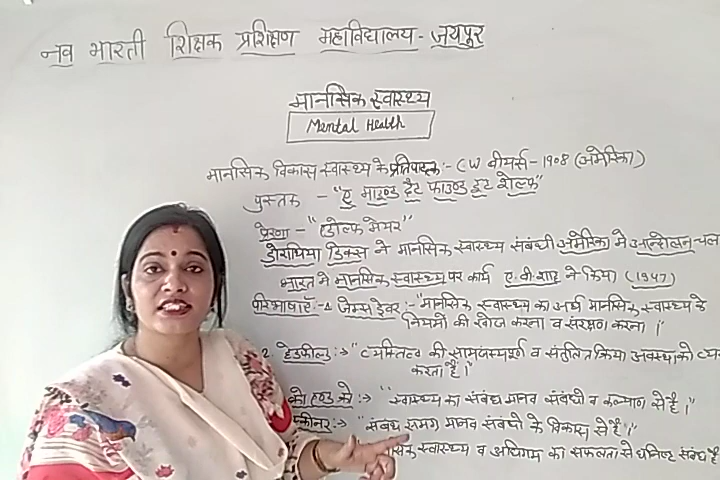 नव भारती शिक्षक प्रशिक्षण महाविद्यालय - जयपुर
मानसिक स्वास्थ्य
Mental Health
मानसिक विकास स्वास्थ्य के प्रतिपादक :- C.W बीयर्स - 1908 (अमेरिका)
पुस्तक - "ए माइण्ड दैट फाउण्ड इट शेल्फ"
प्रेरणा - "डोल्फ मेयर"
डोराथिया डिक्स ने मानसिक स्वास्थ्य संबंधी अमेरिका में आन्दोलन चला
भारत में मानसिक स्वास्थ्य पर कार्य ए. वी. शाह ने किया (1947)
परिभाषाएँ - 1 जेम्स ड्रेवर :- "मानसिक स्वास्थ्य का अर्थ मानसिक स्वास्थ्य के
नियमों की खोज करना व संरक्षण करना ।"
2. हेडफील्ड :-> "व्यक्तित्व की सामंजस्यपूर्ण व संतुलित क्रिया अवस्था को
करता है।"
को एण्ड को :-> "स्वास्थ्य का संबंध मानव संबंधो व कल्याण से है।"
स्कीनर :-> "संबंध समग्र मानव संबंधो के विकास से है।"
स्वास्थ्य व अधिगम की सफलता से घनिष्ट संबंध है